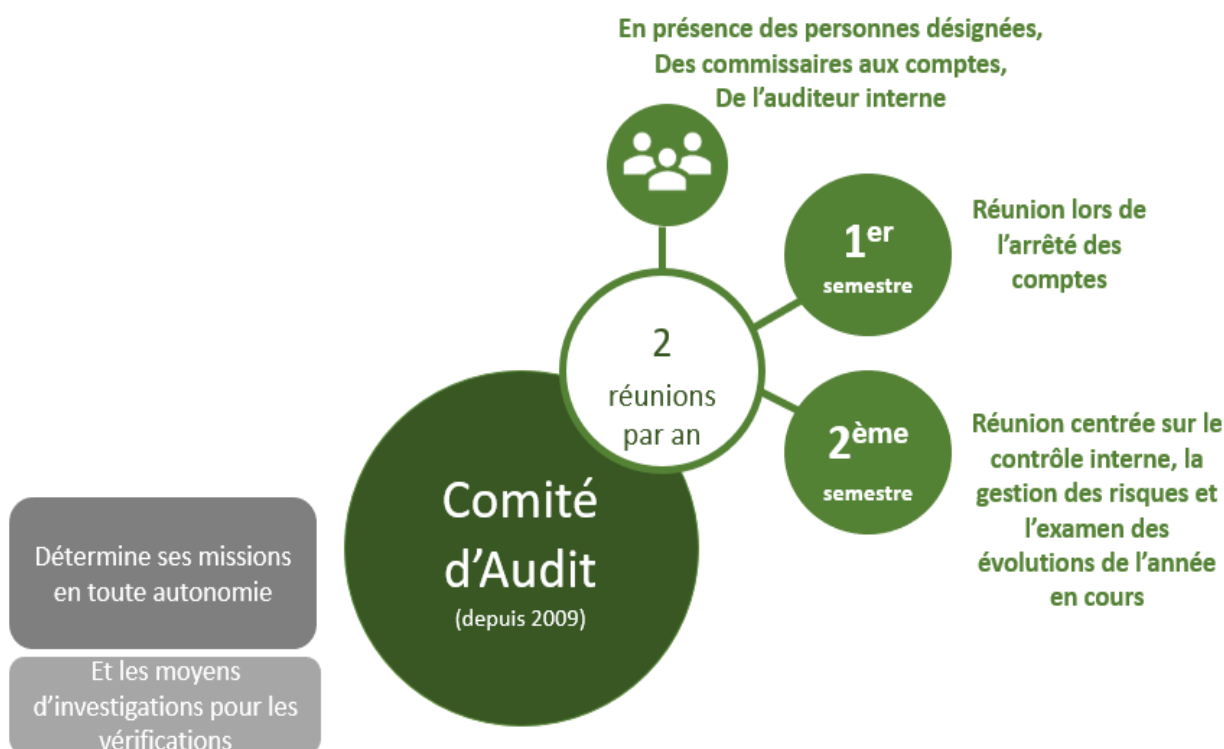 En présence des personnes désignées,
Des commissaires aux comptes,
De l'auditeur interne
1er
semestre
Réunion lors de
l'arrêté des
comptes
2
réunions
par an
2ème
semestre
Réunion centrée sur le
contrôle interne, la
gestion des risques et
l'examen des
évolutions de l'année
en cours
Comité
d'Audit
(depuis 2009)
Détermine ses missions
en toute autonomie
Et les moyens
d'investigations pour les
vérifications